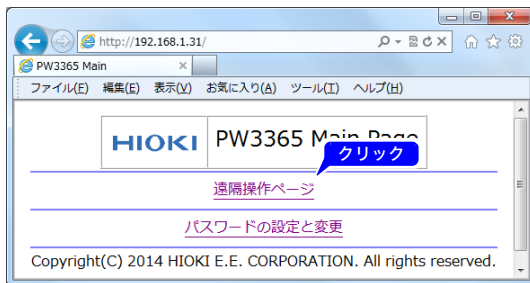 http://192.168.1.31/
PW3365 Main
ファイル(F) 編集(E) 表示(V) お気に入り(A) ツール(T) ヘルプ(H)
HIOKI PW3365 Main Page
クリック
遠隔操作ページ
パスワードの設定と変更
Copyright(C) 2014 HIOKI E.E. CORPORATION. All rights reserved.